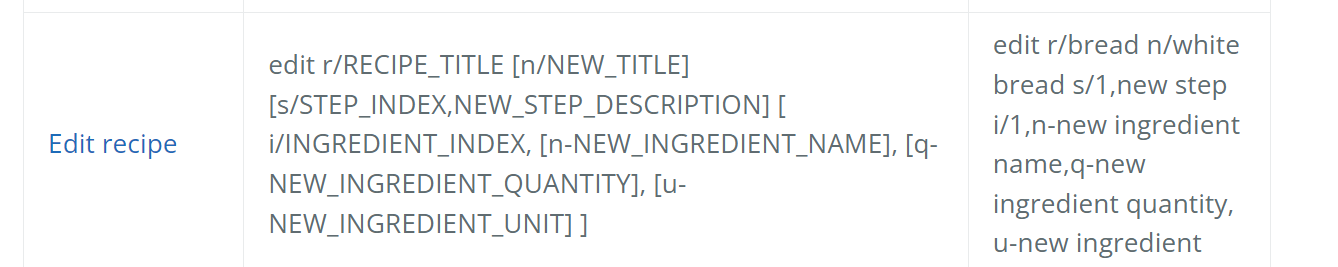 Edit recipe
edit r/RECIPE_TITLE [n/NEW_TITLE]
[s/STEP_INDEX,NEW_STEP_DESCRIPTION] [
i/INGREDIENT_INDEX, [n-NEW_INGREDIENT_NAME], [q-
NEW_INGREDIENT_QUANTITY], [u-
NEW_INGREDIENT_UNIT] ]
edit r/bread n/white
bread s/1,new step
i/1,n-new ingredient
name,q-new
ingredient quantity,
u-new ingredient